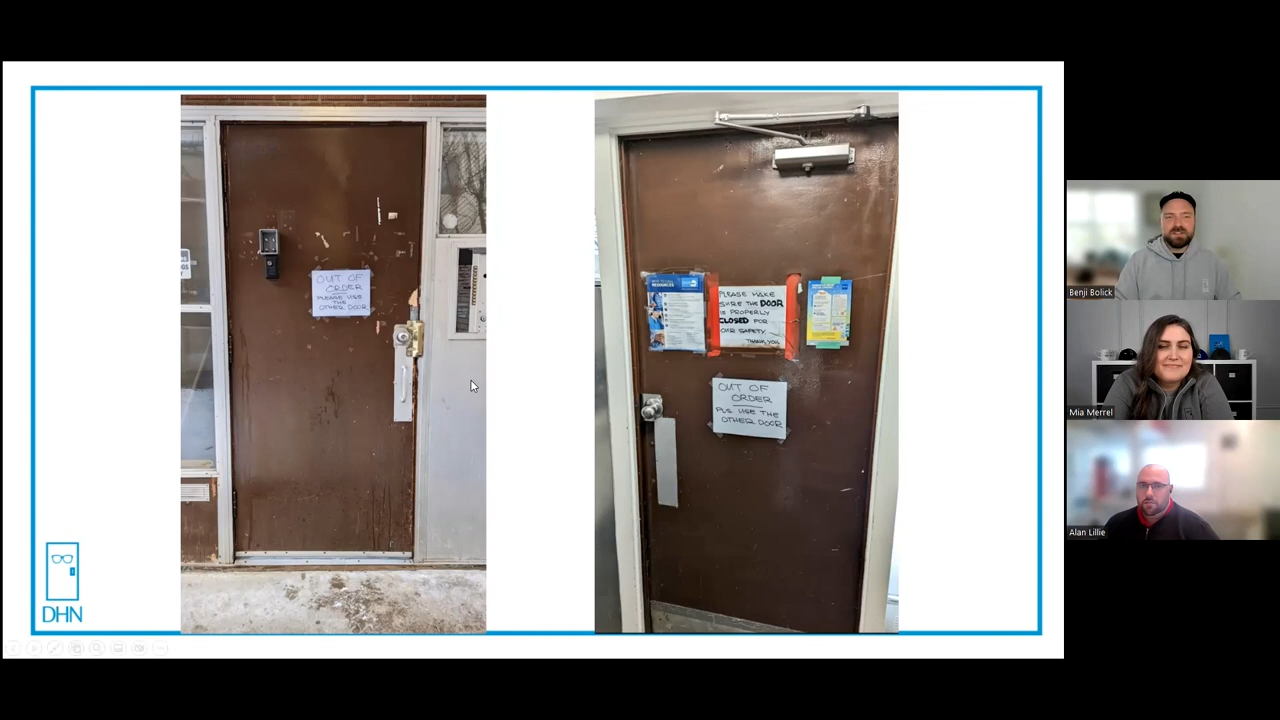 OUT OF
ORDER
PLEASE USE
THE
OTHER DOOR
RESOURCES
PLEASE MAKE
SURE THE DOOR
IS PROPERLY
CLOSED FOR
OUR SAFETY.
THANK YOU
OUT OF
ORDER
PLS USE THE
OTHER DOOR
DHN
Benji Bolick
Mia Merrel
Alan Lillie